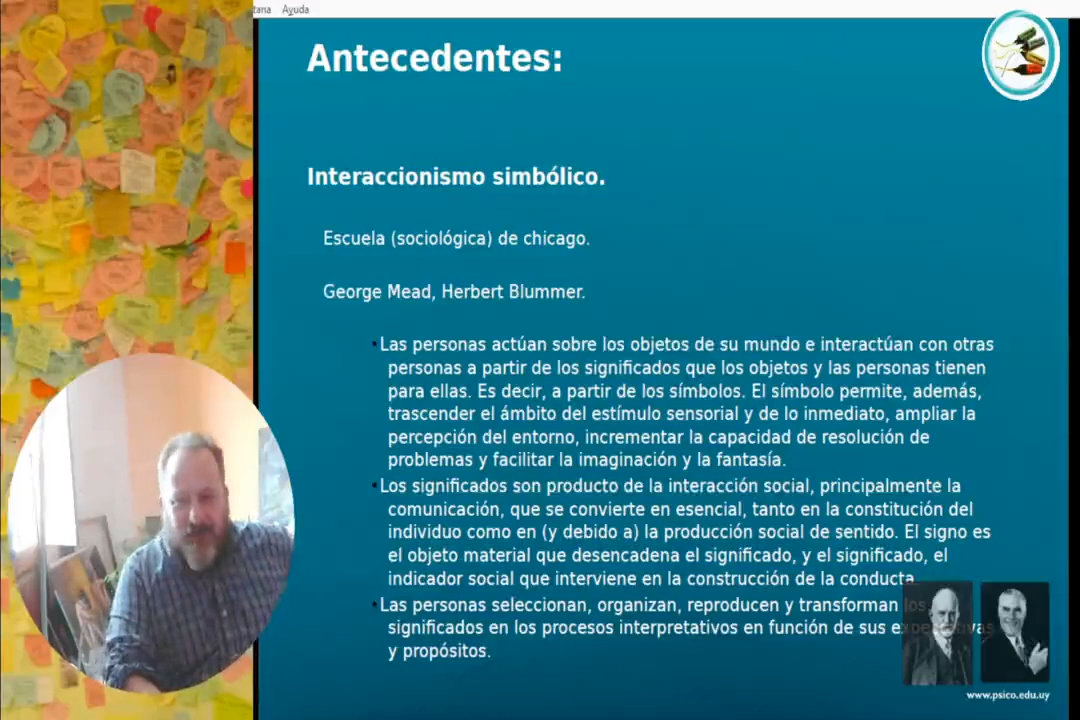 tana Ayuda
Antecedentes:
Interaccionismo simbólico.
Escuela (sociológica) de chicago.
George Mead, Herbert Blummer.
Las personas actúan sobre los objetos de su mundo e interactúan con otras
personas a partir de los significados que los objetos y las personas tienen
para ellas. Es decir, a partir de los símbolos. El símbolo permite, además,
trascender el ámbito del estímulo sensorial y de lo inmediato, ampliar la
percepción del entorno, incrementar la capacidad de resolución de
problemas y facilitar la imaginación y la fantasía.
Los significados son producto de la interacción social, principalmente la
comunicación, que se convierte en esencial, tanto en la constitución del
individuo como en (y debido a) la producción social de sentido. El signo es
el objeto material que desencadena el significado, y el significado, el
indicador social que interviene en la construcción de la conducta.
Las personas seleccionan, organizan, reproducen y transforman los
significados en los procesos interpretativos en función de sus expectativas
y propósitos.
www.psico.edu.uy